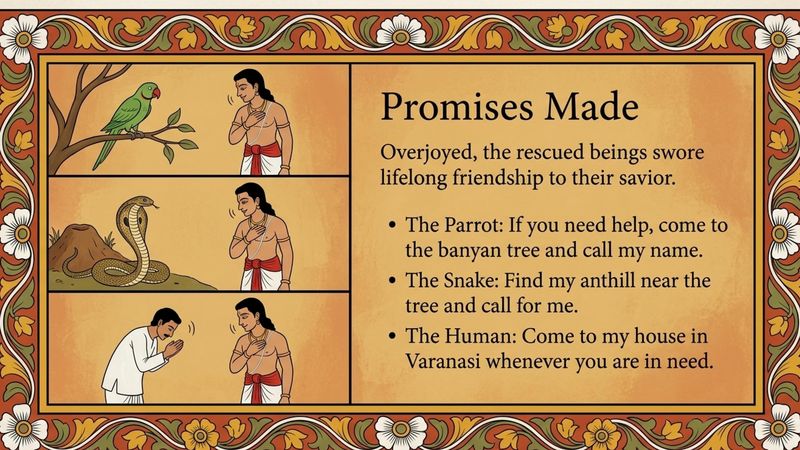 Promises Made
Overjoyed, the rescued beings swore
lifelong friendship to their savior.
• The Parrot: If you need help, come to
the banyan tree and call my name.
• The Snake: Find my anthill near the
tree and call for me.
• The Human: Come to my house in
Varanasi whenever you are in need.